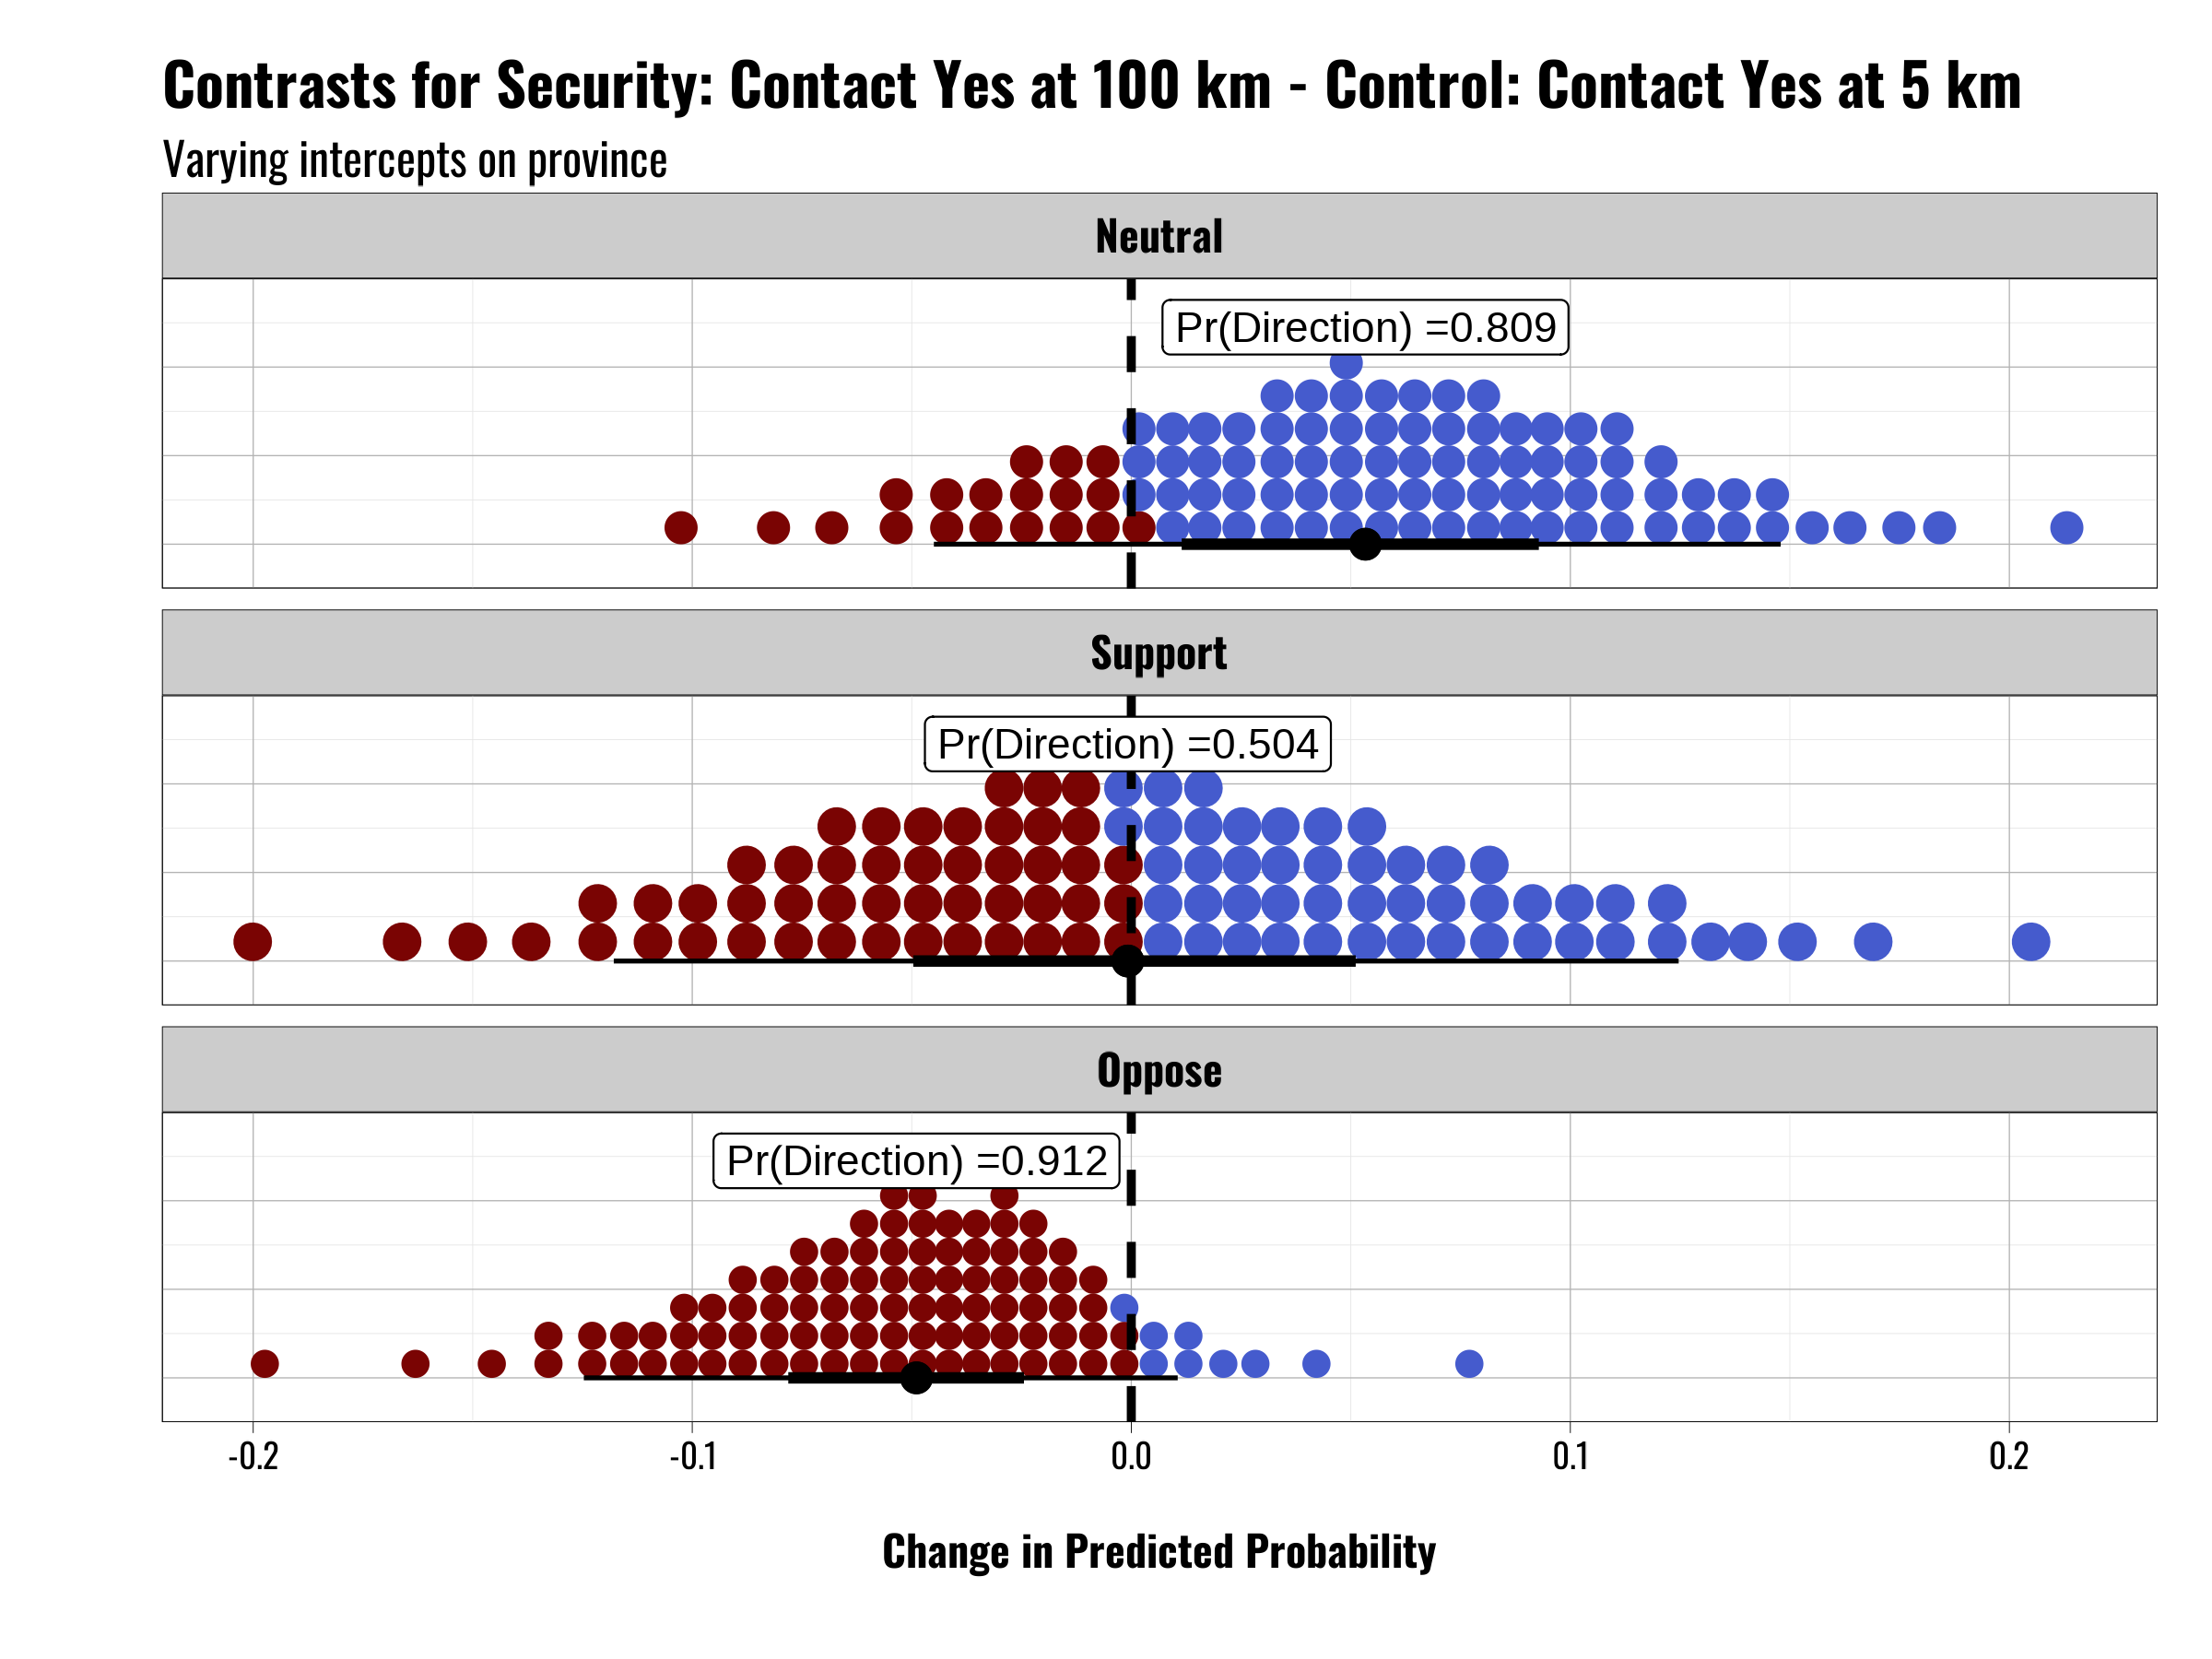 Contrasts for Security: Contact Yes at 100 km - Control: Contact Yes at 5 km
Varying intercepts on province
Neutral
Pr(Direction) =0.809
Support
Pr(Direction) =0.504
Oppose
Pr(Direction) =0.912
-0.2 -0.1 0.0 0.1 0.2
Change in Predicted Probability